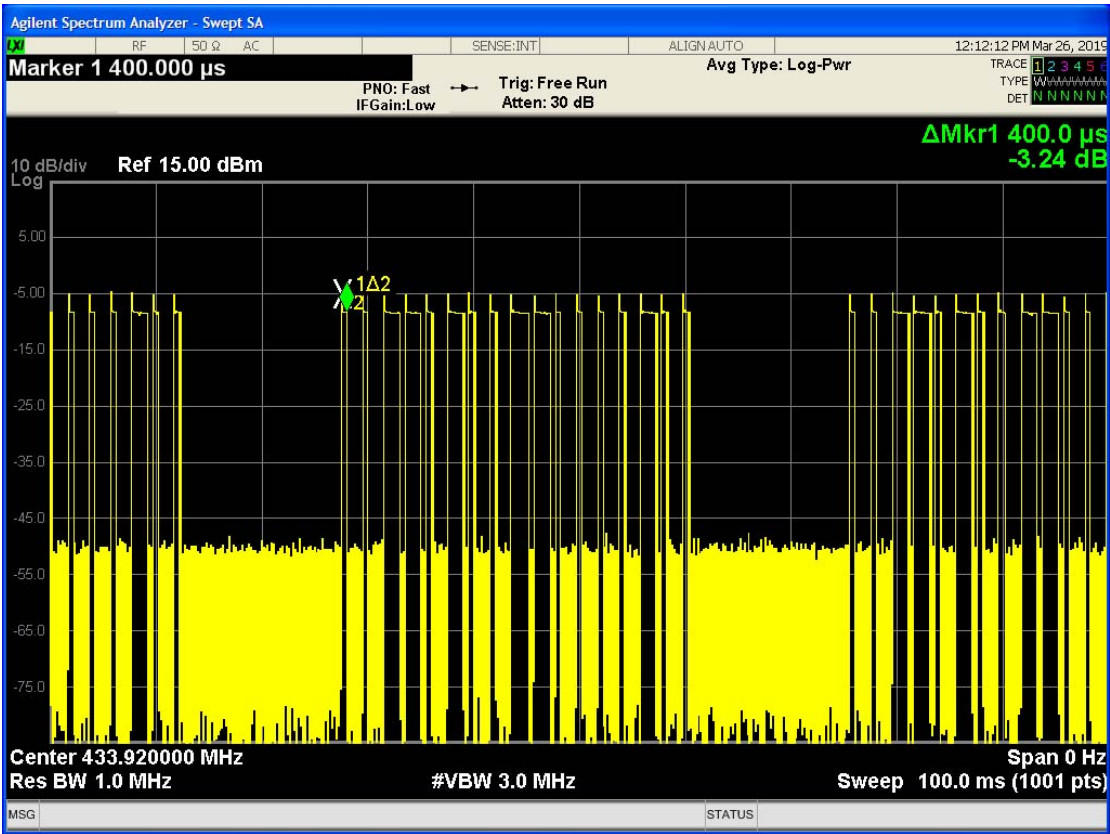 Agilent Spectrum Analyzer - Swept SA
LXI RF 50 Ω AC SENSE:INT ALIGN AUTO 12:12:12 PM Mar 26, 2019
Marker 1 400.000 µs
PNO: Fast
IFGain:Low
Trig: Free Run
Atten: 30 dB
Avg Type: Log-Pwr
TRACE 1 2 3 4 5 6
TYPE
DET N N N N N N
ΔMkr1 400.0 µs
-3.24 dB
10 dB/div Ref 15.00 dBm
Log
5.00
-5.00
-15.0
-25.0
-35.0
-45.0
-55.0
-65.0
-75.0
1Δ2
X2
Center 433.920000 MHz Span 0 Hz
Res BW 1.0 MHz #VBW 3.0 MHz Sweep 100.0 ms (1001 pts)
MSG STATUS